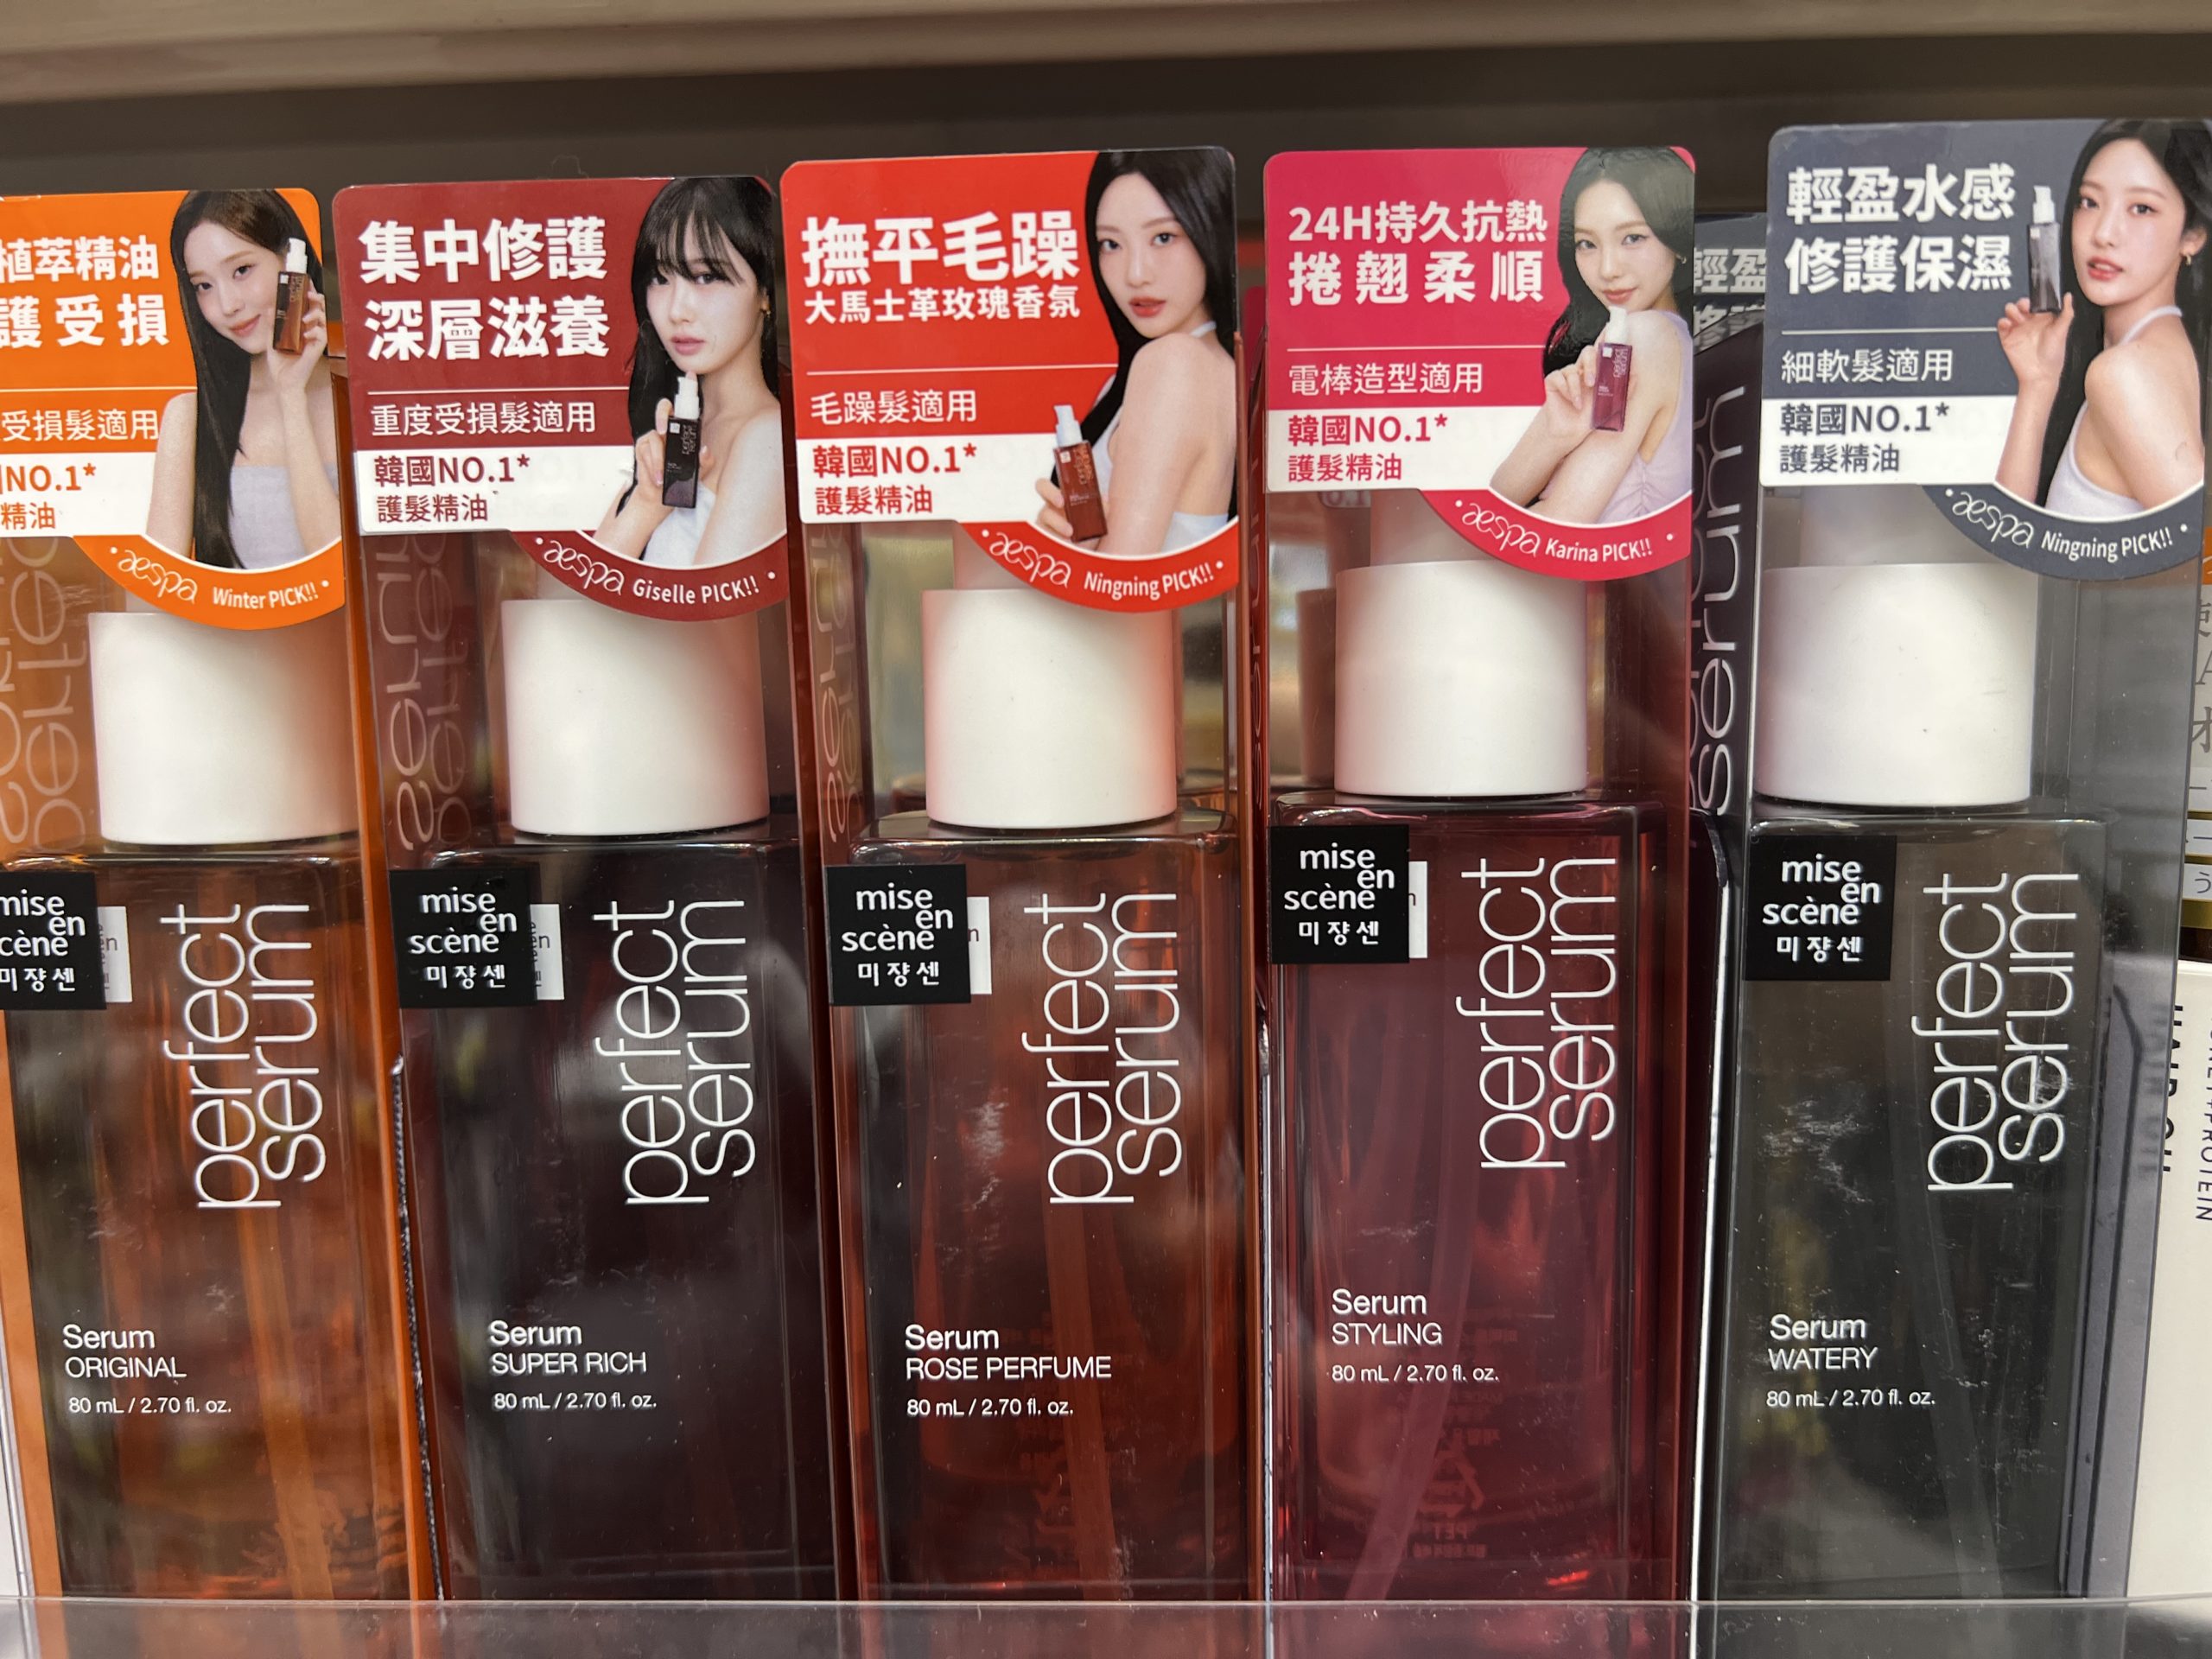 植萃精油
護受損
受損髮適用
NO.1*
精油
aespa Winter PICK!!
集中修護
深層滋養
重度受損髮適用
韓國NO.1*
護髮精油
aespa Giselle PICK!!
撫平毛躁
大馬士革玫瑰香氛
毛躁髮適用
韓國NO.1*
護髮精油
aespa Ningning PICK!!
24H持久抗熱
捲翹柔順
電棒造型適用
韓國NO.1*
護髮精油
aespa Karina PICK!!
輕盈水感
修護保濕
細軟髮適用
韓國NO.1*
護髮精油
aespa Ningning PICK!!
輕盈
serum
mise
en
scène
미쟝센
perfect
serum
Serum
ORIGINAL
80 mL / 2.70 fl. oz.
mise
en
scène
미쟝센
perfect
serum
Serum
SUPER RICH
80 mL / 2.70 fl. oz.
mise
en
scène
미쟝센
perfect
serum
Serum
ROSE PERFUME
80 mL / 2.70 fl. oz.
mise
en
scène
미쟝센
perfect
serum
Serum
STYLING
80 mL / 2.70 fl. oz.
mise
en
scène
미쟝센
perfect
serum
Serum
WATERY
80 mL / 2.70 fl. oz.